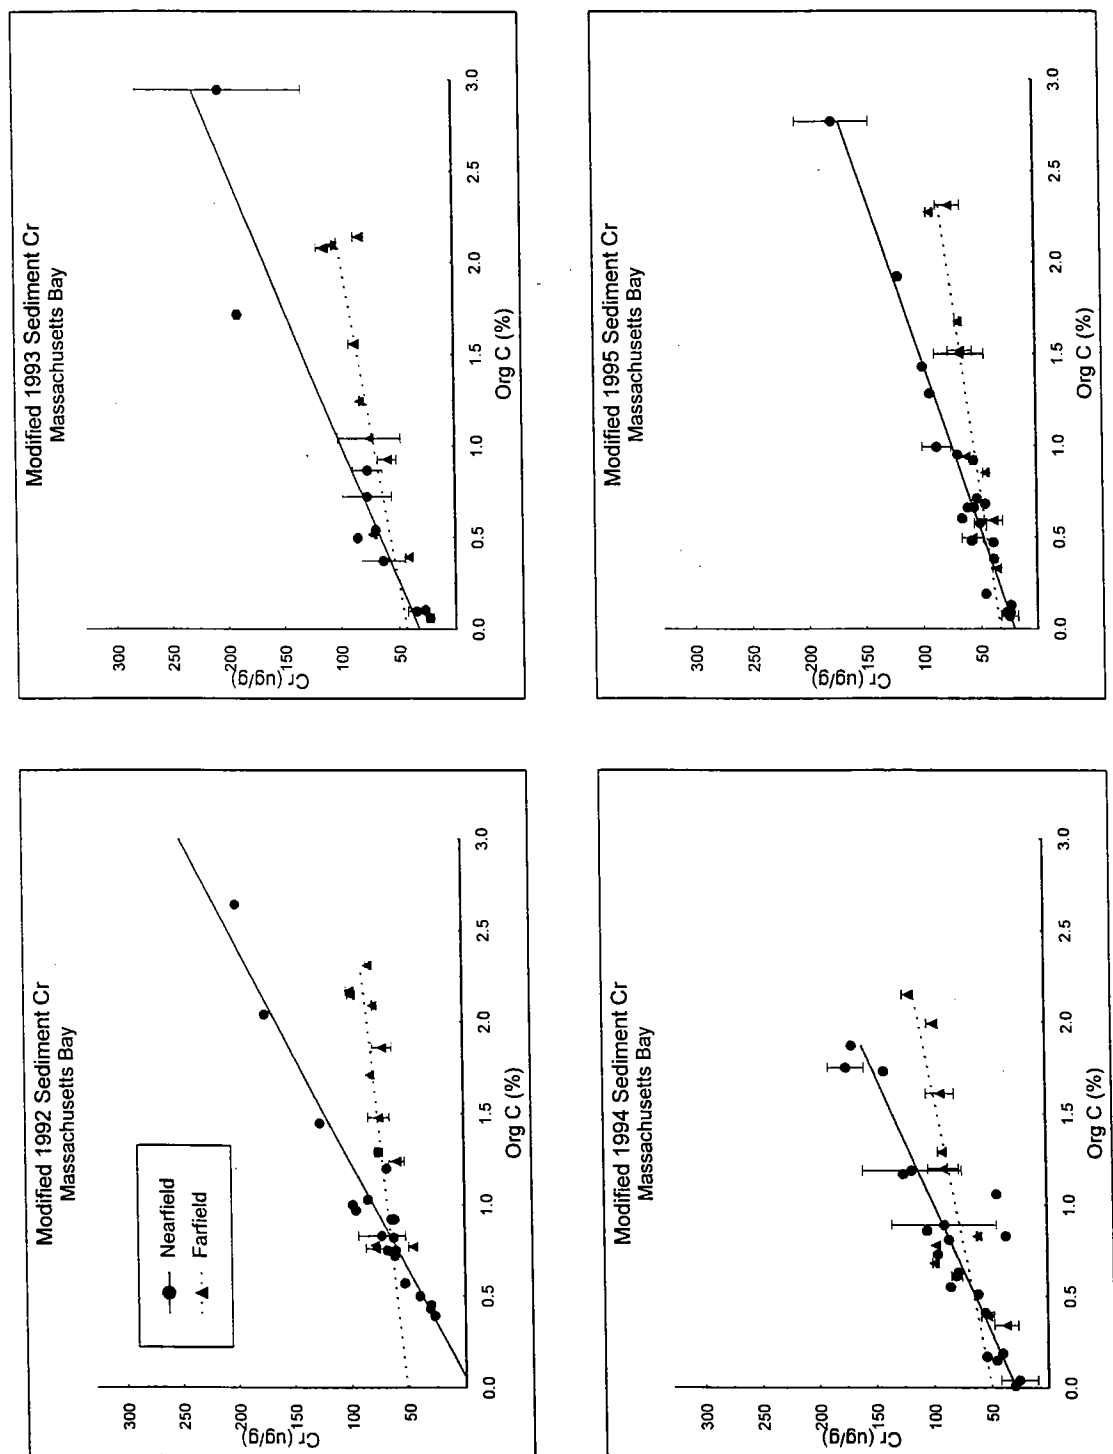 Modified 1992 Sediment Cr
Massachusetts Bay
Nearfield
Farfield
Cr (ug/g)
300
250
200
150
100
50
0.0 0.5 1.0 1.5 2.0 2.5 3.0
Org C (%)
Modified 1993 Sediment Cr
Massachusetts Bay
Cr (ug/g)
300
250
200
150
100
50
0.0 0.5 1.0 1.5 2.0 2.5 3.0
Org C (%)
Modified 1994 Sediment Cr
Massachusetts Bay
Cr (ug/g)
300
250
200
150
100
50
0.0 0.5 1.0 1.5 2.0 2.5 3.0
Org C (%)
Modified 1995 Sediment Cr
Massachusetts Bay
Cr (ug/g)
300
250
200
150
100
50
0.0 0.5 1.0 1.5 2.0 2.5 3.0
Org C (%)